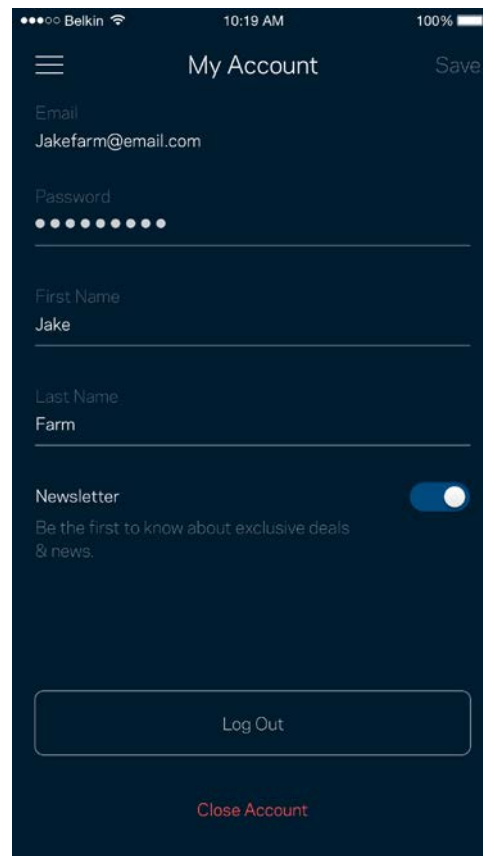 Belkin 10:19 AM 100%
My Account Save
Email
Jakefarm@email.com
Password
First Name
Jake
Last Name
Farm
Newsletter
Be the first to know about exclusive deals
& news.
Log Out
Close Account